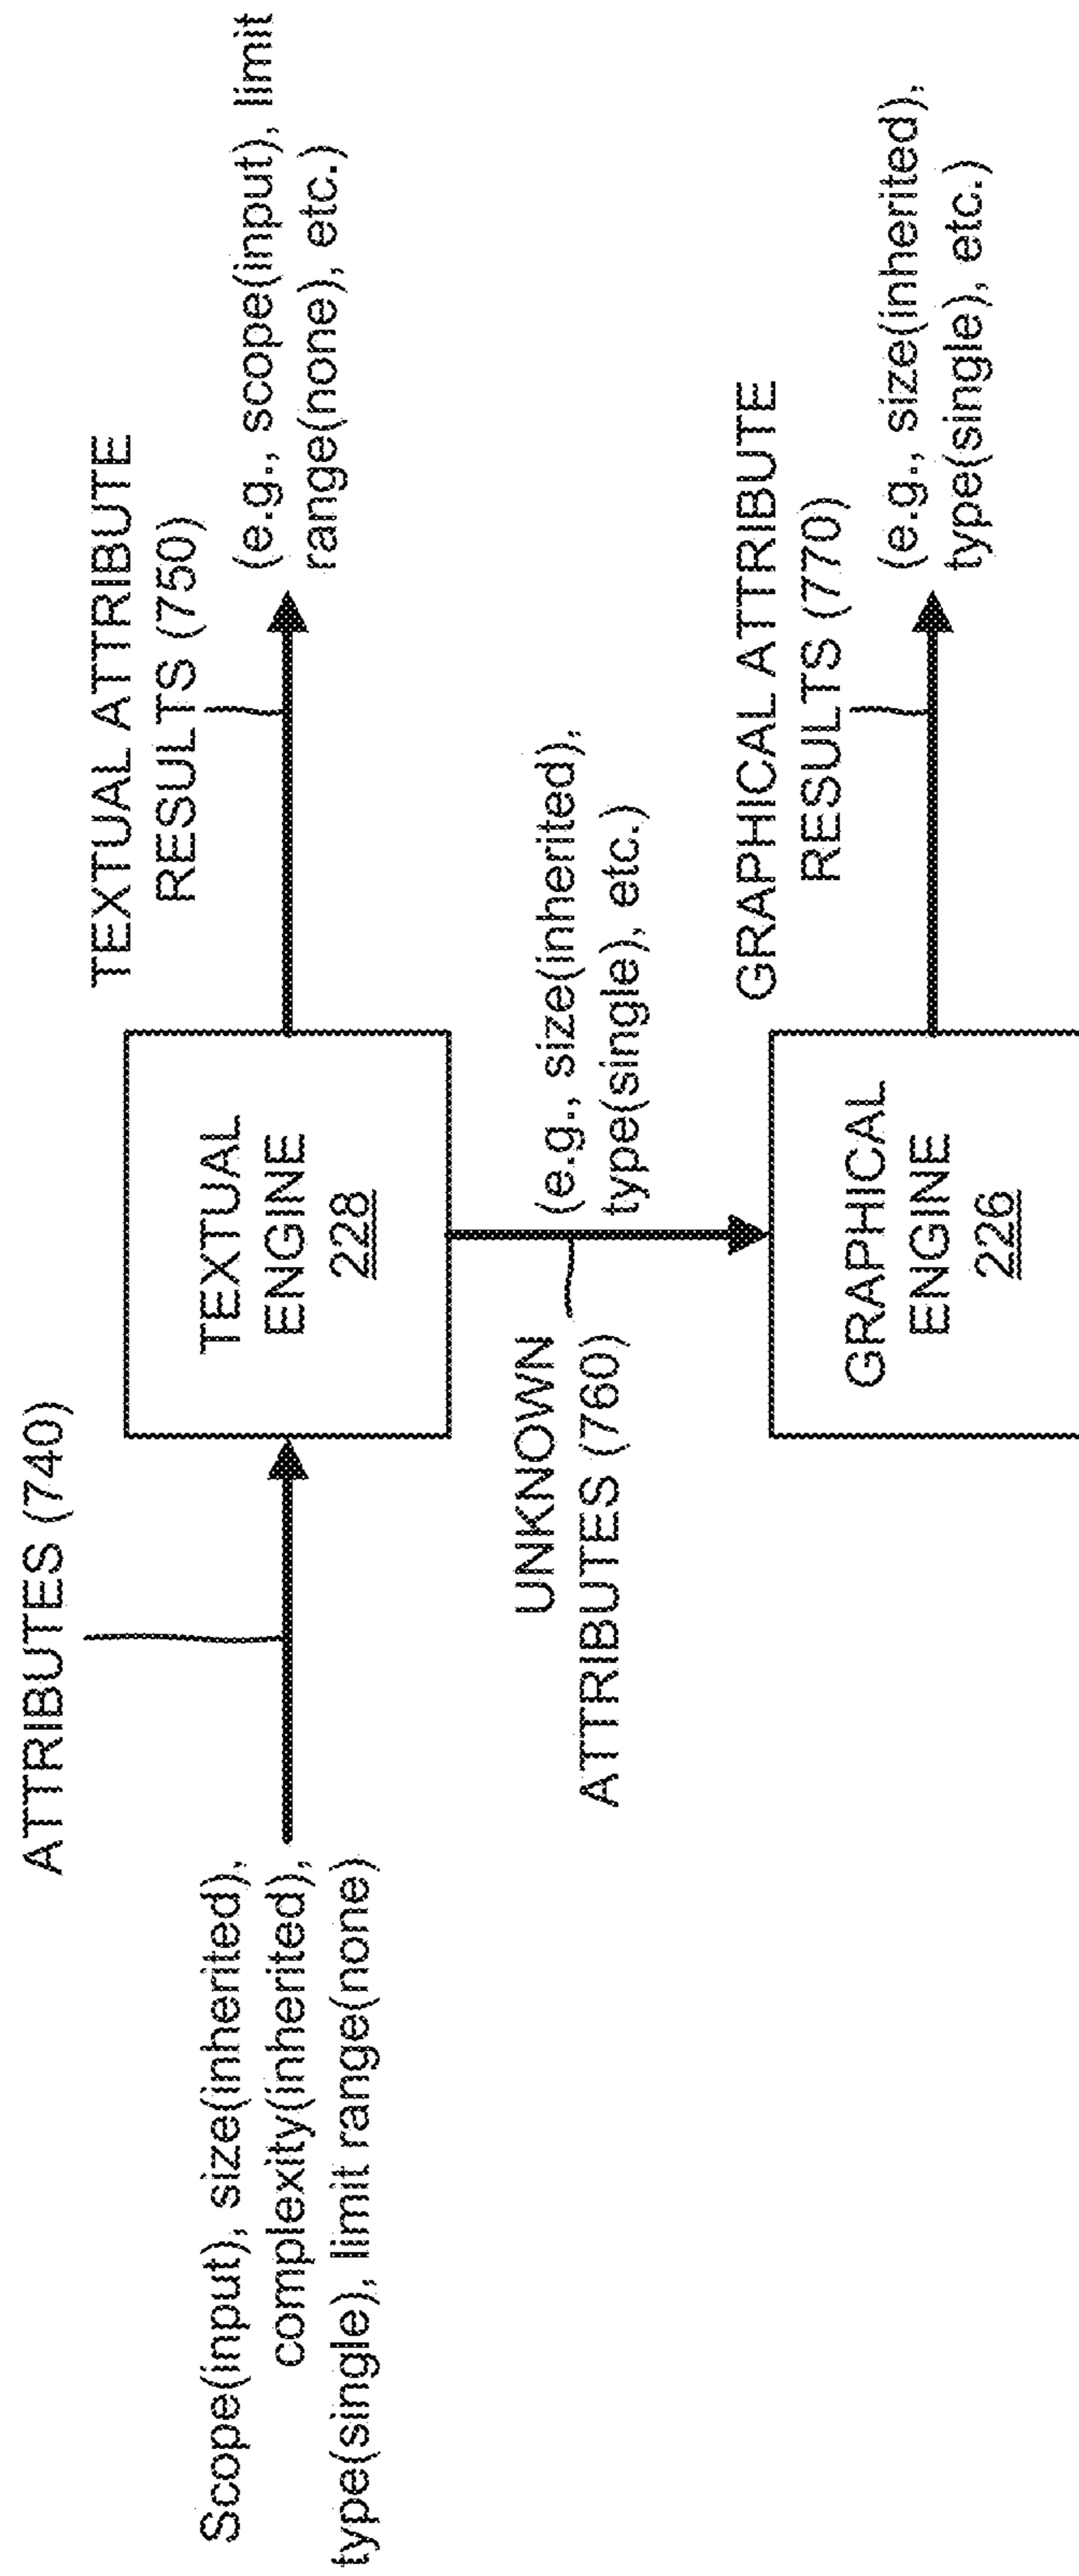 ATTRIBUTES (740)
Scope(input), size(inherited),
complexity(inherited),
type(single), limit range(none)
TEXTUAL
ENGINE
228
TEXTUAL ATTRIBUTE
RESULTS (750)
(e.g., scope(input), limit
range(none), etc.)
UNKNOWN
ATTRIBUTES (760)
(e.g., size(inherited),
type(single), etc.)
GRAPHICAL
ENGINE
226
GRAPHICAL ATTRIBUTE
RESULTS (770)
(e.g., size(inherited),
type(single), etc.)